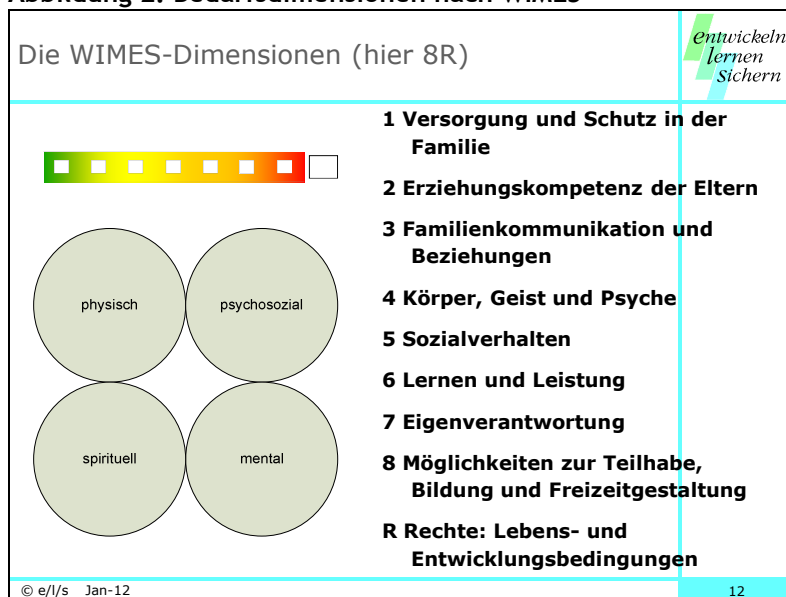 Abbildung 2: Bedarfsdimensionen nach WIMES
Die WIMES-Dimensionen (hier 8R)
entwickeln
lernen
Sichern
1 Versorgung und Schutz in der
Familie
2 Erziehungskompetenz der Eltern
3 Familienkommunikation und
Beziehungen
4 Körper, Geist und Psyche
5 Sozialverhalten
6 Lernen und Leistung
7 Eigenverantwortung
8 Möglichkeiten zur Teilhabe,
Bildung und Freizeitgestaltung
R Rechte: Lebens- und
Entwicklungsbedingungen
physisch
psychosozial
spirituell
mental
© e/l/s Jan-12
12